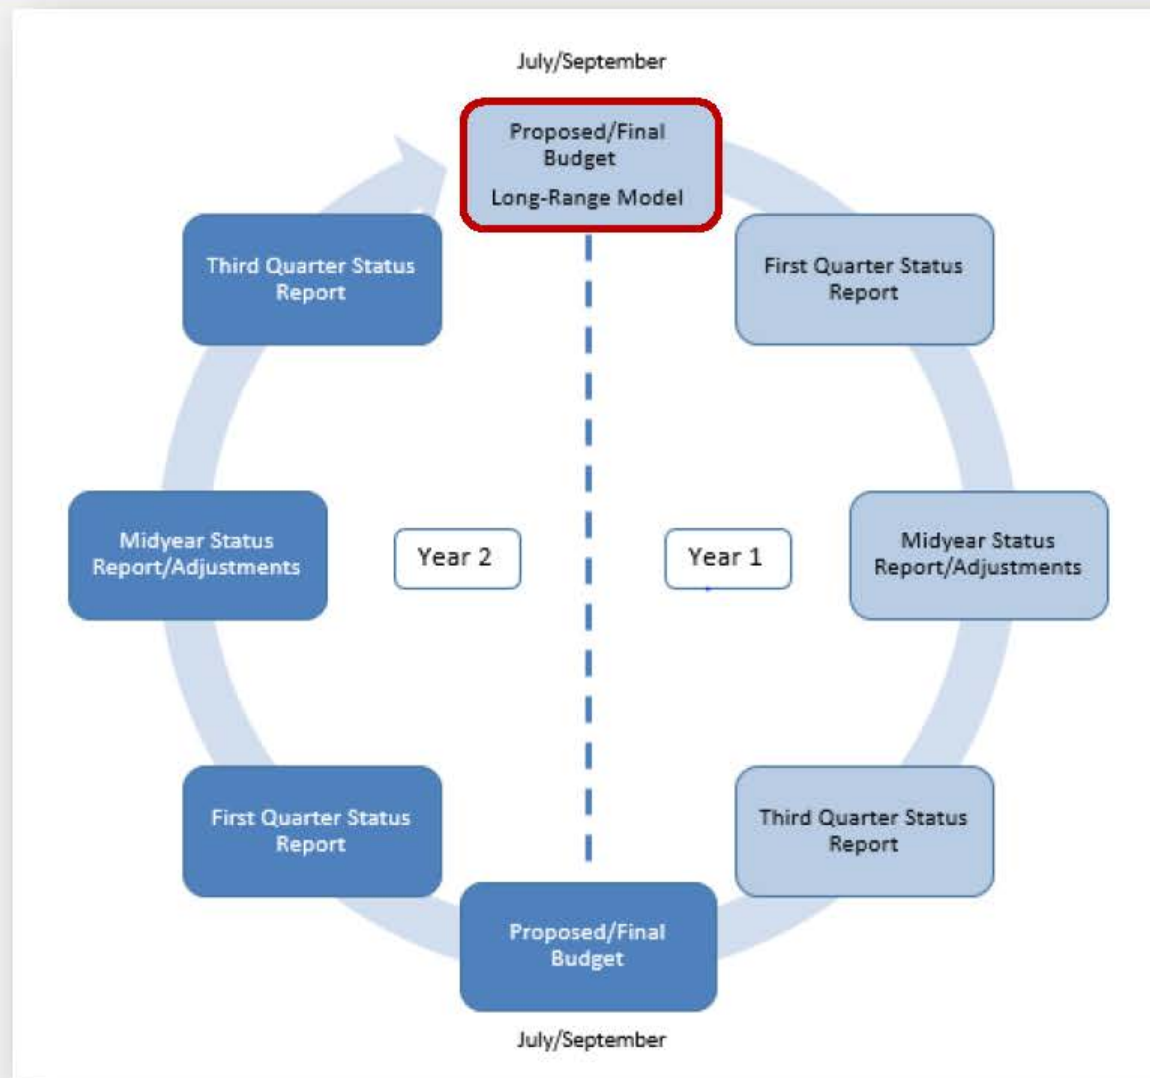 July/September
Proposed/Final
Budget
Long-Range Model
First Quarter Status
Report
Midyear Status
Report/Adjustments
Third Quarter Status
Report
Proposed/Final
Budget
July/September
First Quarter Status
Report
Midyear Status
Report/Adjustments
Third Quarter Status
Report
Year 2
Year 1